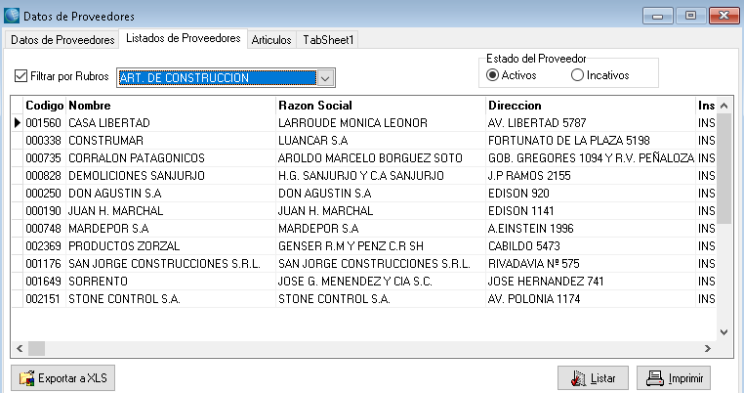 Datos de Proveedores
Datos de Proveedores Listados de Proveedores Articulos TabSheet1
Estado del Proveedor
Filtrar por Rubros ART. DE CONSTRUCCION Activos Incativos
Codigo Nombre Razon Social Direccion Ins
001560 CASA LIBERTAD LARROUDE MONICA LEONOR AV. LIBERTAD 5787 INS
000338 CONSTRUMAR LUANCAR S.A FORTUNATO DE LA PLAZA 5198 INS
000735 CORRALON PATAGONICOS AROLDO MARCELO BORGUEZ SOTO GOB. GREGORES 1094 Y R.V. PEÑALOZA INS
000828 DEMOLICIONES SANJURJO H.G. SANJURJO Y C.A SANJURJO J.P RAMOS 2155 INS
000250 DON AGUSTIN S.A DON AGUSTIN S.A EDISON 920 INS
000190 JUAN H. MARCHAL JUAN H. MARCHAL EDISON 1141 INS
000748 MARDEPOR S.A MARDEPOR S.A A.EINSTEIN 1996 INS
002369 PRODUCTOS ZORZAL GENSER R.M Y PENZ C.R SH CABILDO 5473 INS
001176 SAN JORGE CONSTRUCCIONES S.R.L. SAN JORGE CONSTRUCCIONES S.R.L. RIVADAVIA Nº 575 INS
001649 SORRENTO JOSE G. MENENDEZ Y CIA S.C. JOSE HERNANDEZ 741 INS
002151 STONE CONTROL S.A. STONE CONTROL S.A. AV. POLONIA 1174 INS
Exportar a XLS Listar Imprimir